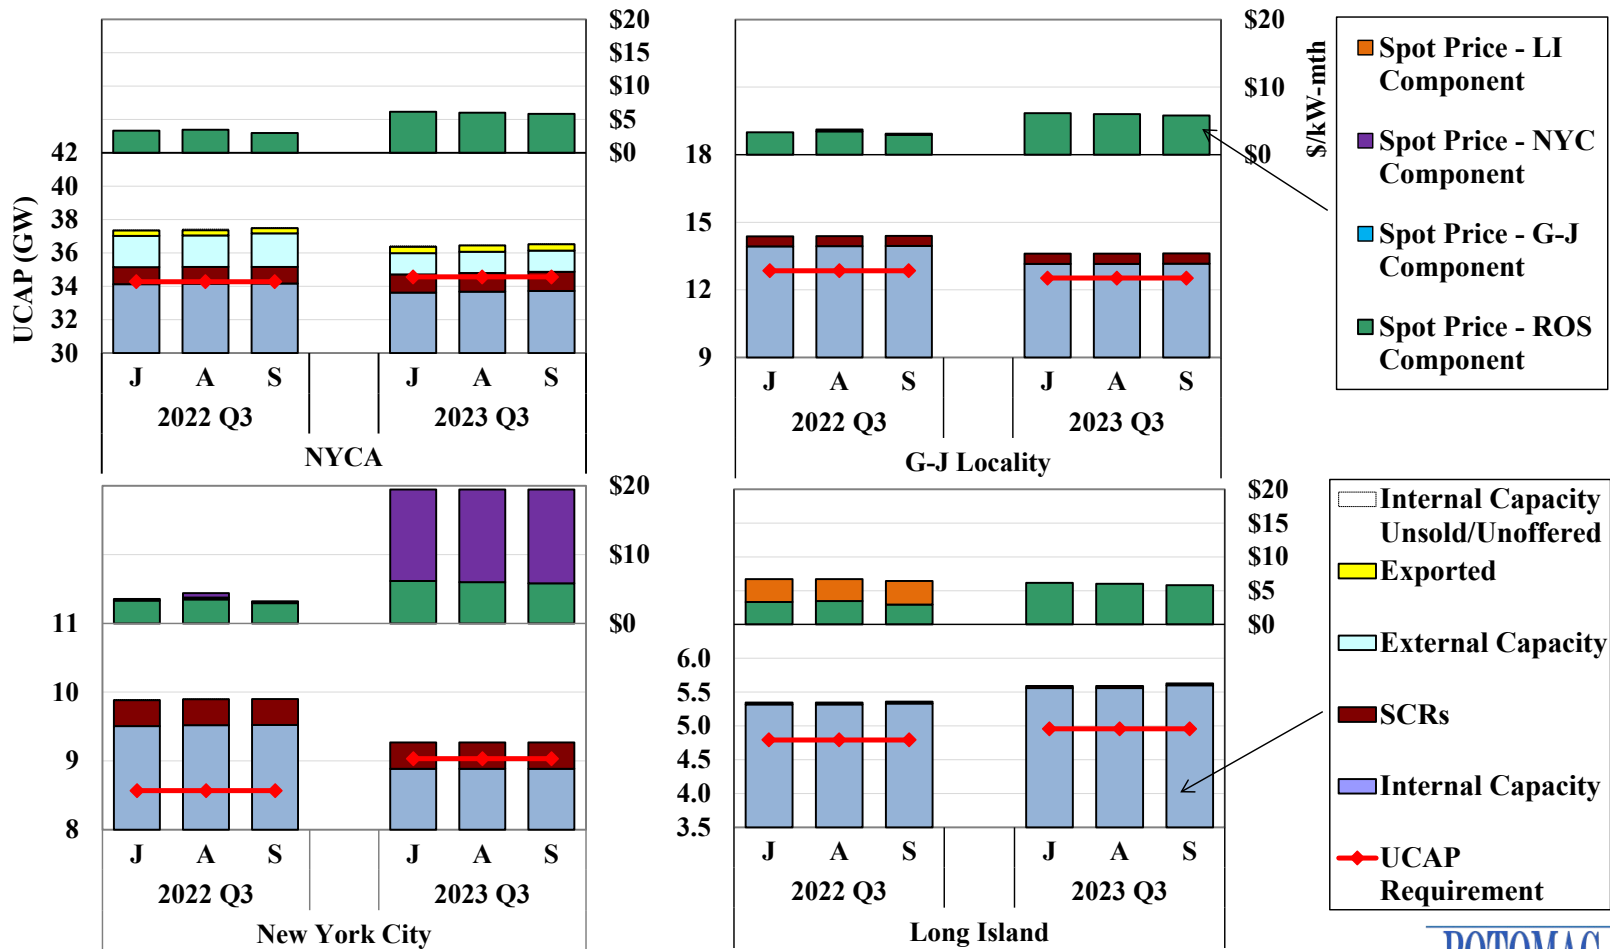 $20
$15
$10
$5
$0
42
40
38
36
34
32
30
UCAP (GW)
J A S J A S
2022 Q3 2023 Q3
NYCA
$20
$10
$0
$/kW-mth
18
15
12
9
J A S J A S
2022 Q3 2023 Q3
G-J Locality
Spot Price - LI
Component
Spot Price - NYC
Component
Spot Price - G-J
Component
Spot Price - ROS
Component
$20
$10
$0
11
10
9
8
J A S J A S
2022 Q3 2023 Q3
New York City
$20
$15
$10
$5
$0
6.0
5.5
5.0
4.5
4.0
3.5
J A S J A S
2022 Q3 2023 Q3
Long Island
Internal Capacity
Unsold/Unoffered
Exported
External Capacity
SCRs
Internal Capacity
UCAP
Requirement
POTOMAC